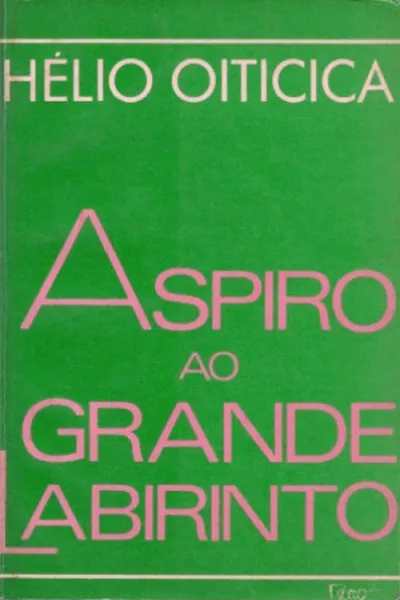 HÉLIO OITICICA
ASPIRO
AO
GRANDE
LABIRINTO